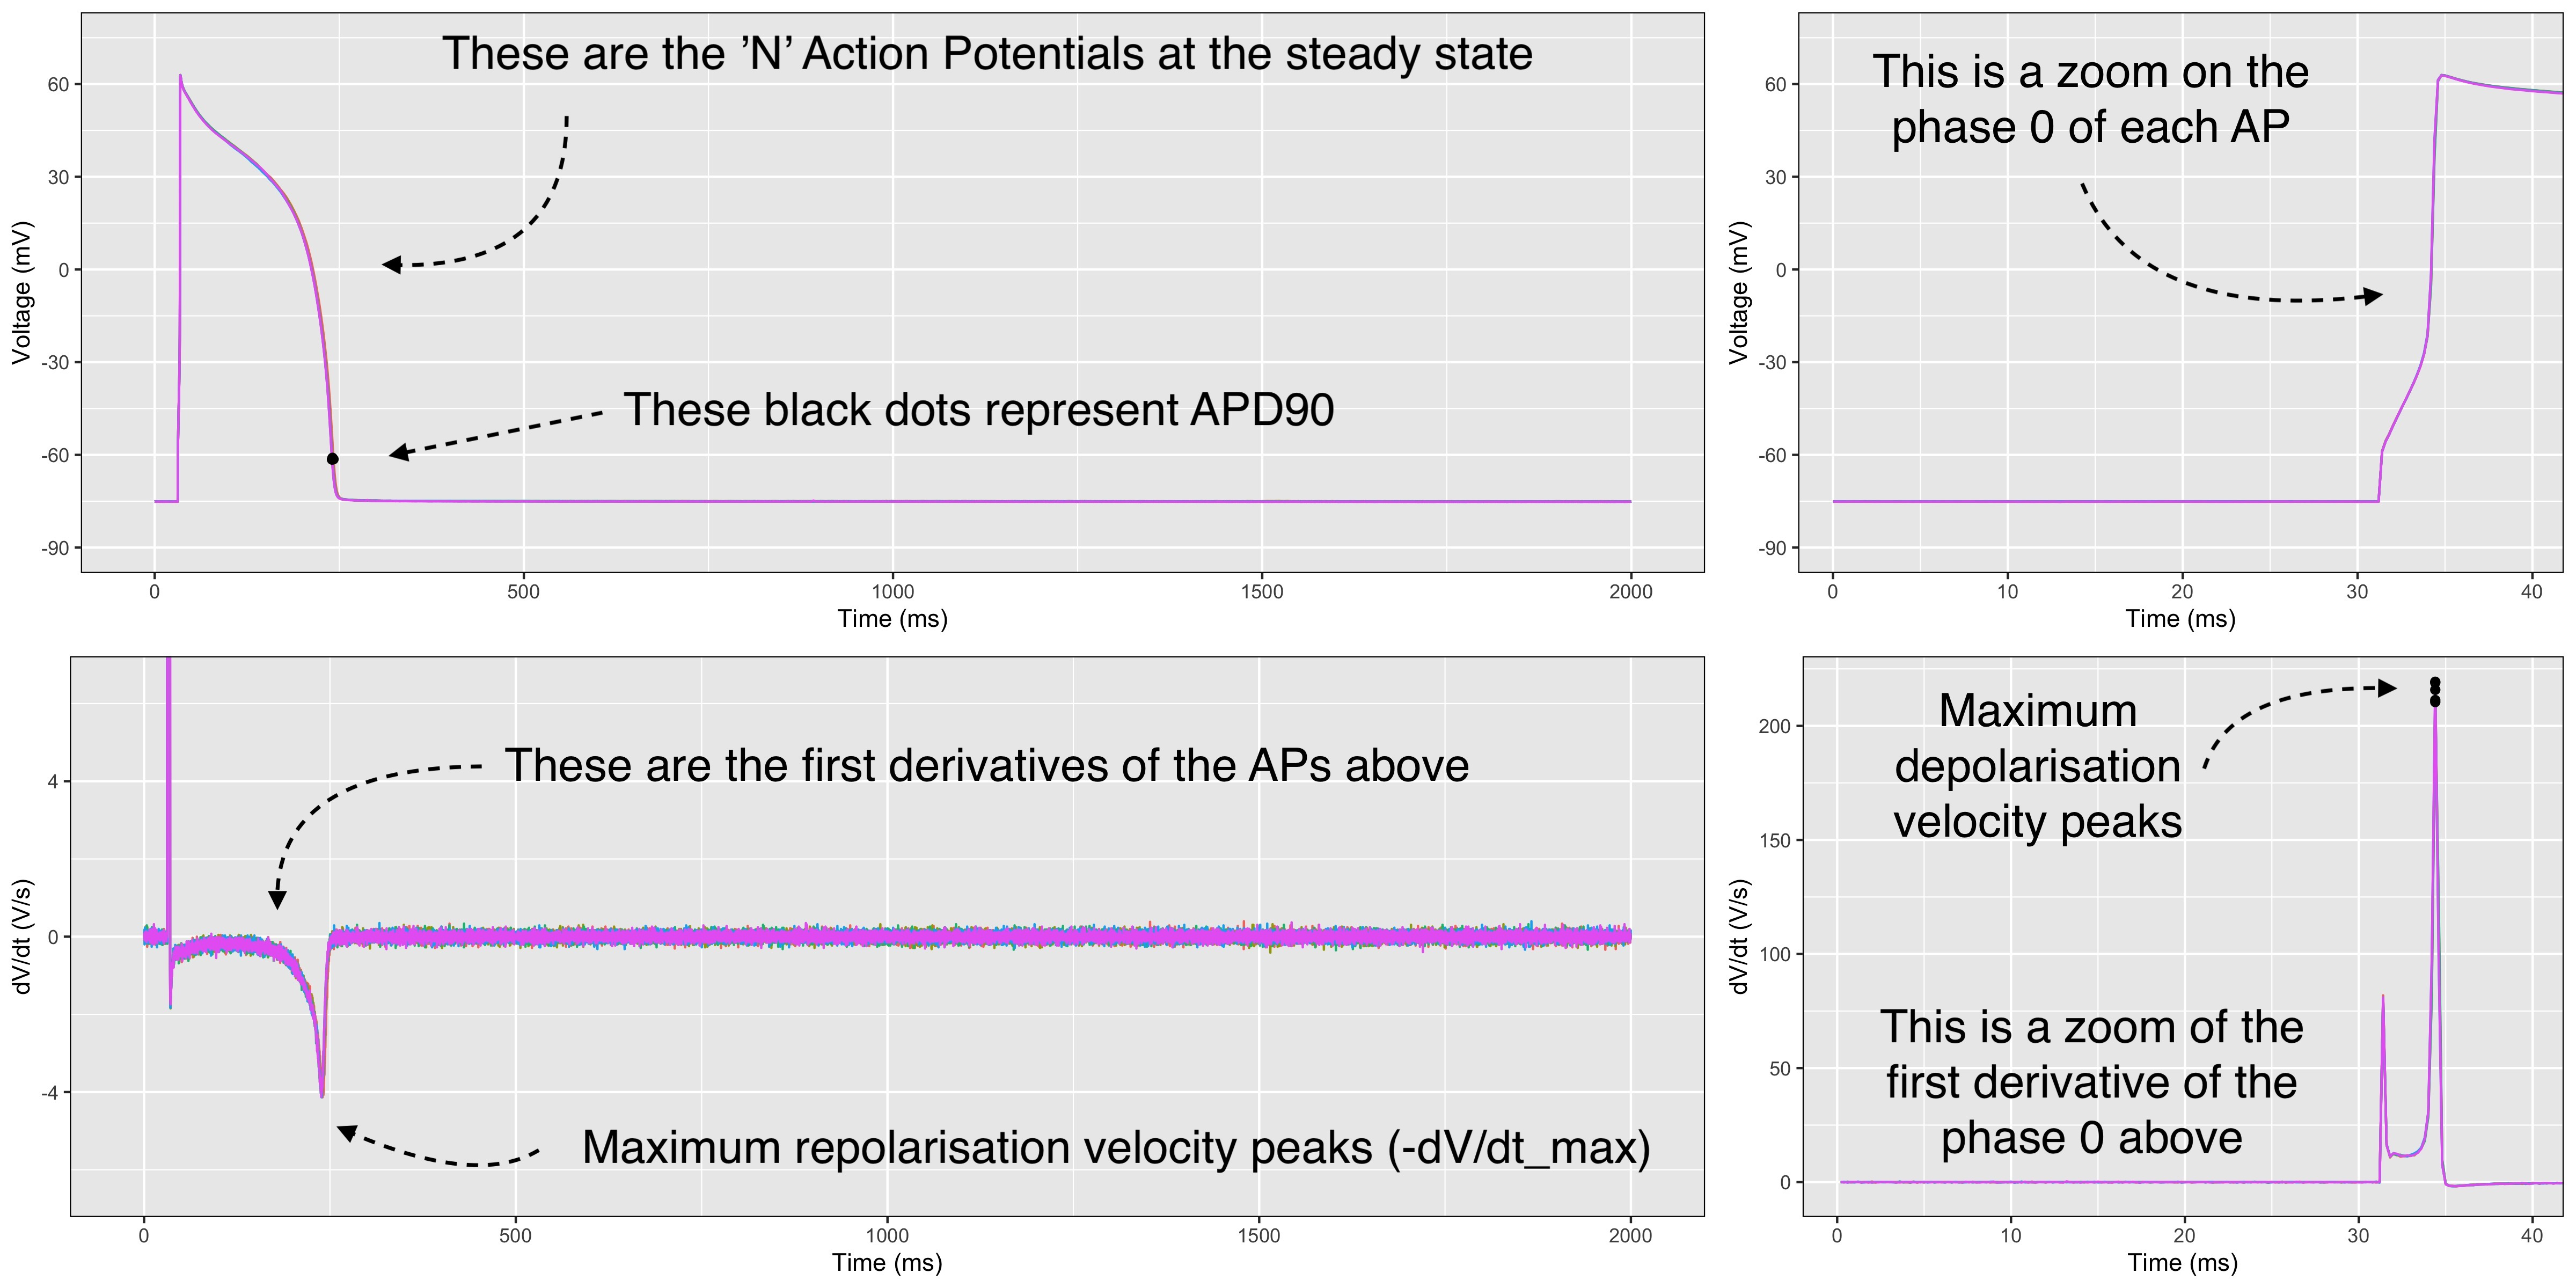 These are the ’N’ Action Potentials at the steady state
These black dots represent APD90
60
30
0
-30
-60
-90
Voltage (mV)
0
500
1000
1500
2000
Time (ms)
This is a zoom on the
phase 0 of each AP
60
30
0
-30
-60
-90
Voltage (mV)
0
10
20
30
40
Time (ms)
These are the first derivatives of the APs above
Maximum repolarisation velocity peaks (-dV/dt_max)
4
0
-4
dV/dt (V/s)
0
500
1000
1500
2000
Time (ms)
Maximum
depolarisation
velocity peaks
This is a zoom of the
first derivative of the
phase 0 above
200
150
100
50
0
dV/dt (V/s)
0
10
20
30
40
Time (ms)